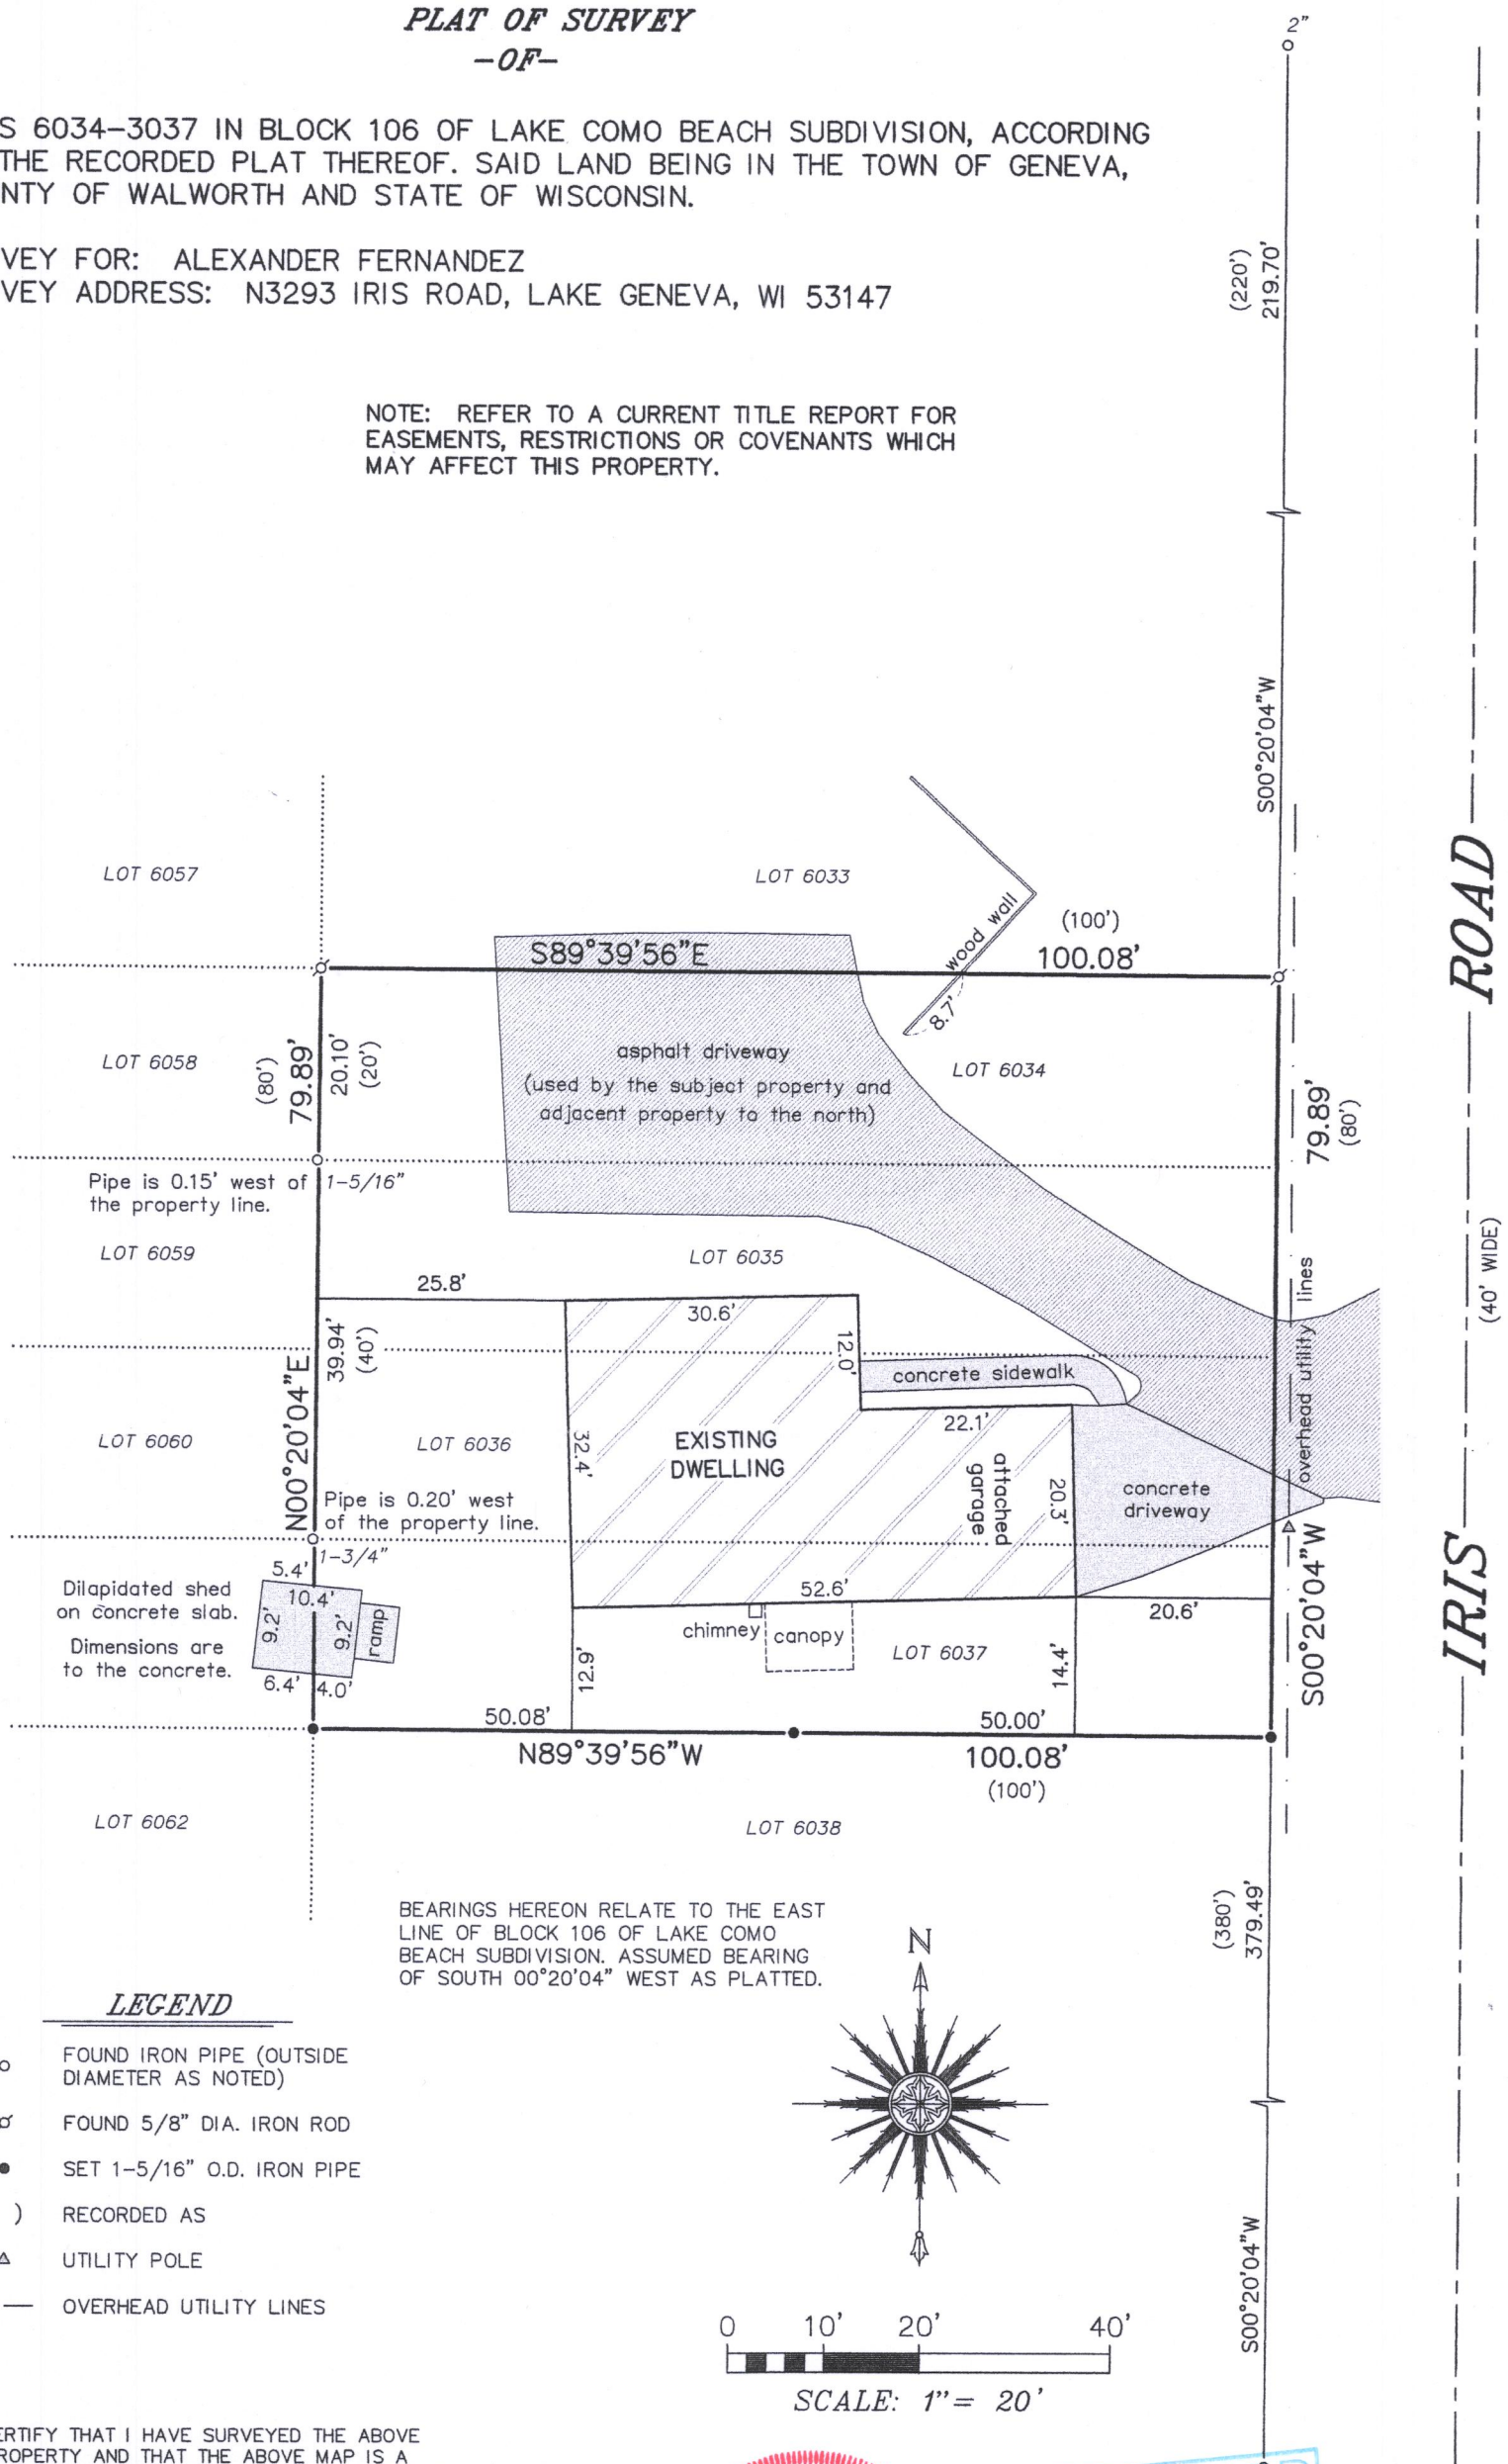 PLAT OF SURVEY
-OF-
S 6034-3037 IN BLOCK 106 OF LAKE COMO BEACH SUBDIVISION, ACCORDING
THE RECORDED PLAT THEREOF. SAID LAND BEING IN THE TOWN OF GENEVA,
NTY OF WALWORTH AND STATE OF WISCONSIN.
VEY FOR: ALEXANDER FERNANDEZ
VEY ADDRESS: N3293 IRIS ROAD, LAKE GENEVA, WI 53147
NOTE: REFER TO A CURRENT TITLE REPORT FOR
EASEMENTS, RESTRICTIONS OR COVENANTS WHICH
MAY AFFECT THIS PROPERTY.
2"
(220')
219.70'
S00°20'04"W
ROAD
LOT 6057
LOT 6033
wood wall
8.7'
(100')
100.08'
S89°39'56"E
LOT 6058
(80')
79.89'
20.10'
(20')
asphalt driveway
(used by the subject property and
adjacent property to the north)
LOT 6034
79.89'
(80')
Pipe is 0.15' west of
the property line.
1-5/16"
LOT 6059
LOT 6035
(40' WIDE)
25.8'
30.6'
12.0'
39.94'
(40')
N00°20'04"E
concrete sidewalk
overhead utility lines
LOT 6060
LOT 6036
32.4'
EXISTING
DWELLING
22.1'
attached
garage
20.3'
concrete
driveway
Pipe is 0.20' west
of the property line.
1-3/4"
5.4'
10.4'
9.2'
9.2'
ramp
6.4'
4.0'
Dilapidated shed
on concrete slab.
Dimensions are
to the concrete.
52.6'
20.6'
chimney
canopy
LOT 6037
12.9'
14.4'
S00°20'04"W
IRIS
50.08'
50.00'
N89°39'56"W
100.08'
(100')
LOT 6062
LOT 6038
(380')
379.49'
BEARINGS HEREON RELATE TO THE EAST
LINE OF BLOCK 106 OF LAKE COMO
BEACH SUBDIVISION. ASSUMED BEARING
OF SOUTH 00°20'04" WEST AS PLATTED.
N
LEGEND
FOUND IRON PIPE (OUTSIDE
DIAMETER AS NOTED)
FOUND 5/8" DIA. IRON ROD
SET 1-5/16" O.D. IRON PIPE
) RECORDED AS
UTILITY POLE
OVERHEAD UTILITY LINES
S00°20'04"W
0 10' 20' 40'
SCALE: 1"= 20'
ERTIFY THAT I HAVE SURVEYED THE ABOVE
ROPERTY AND THAT THE ABOVE MAP IS A